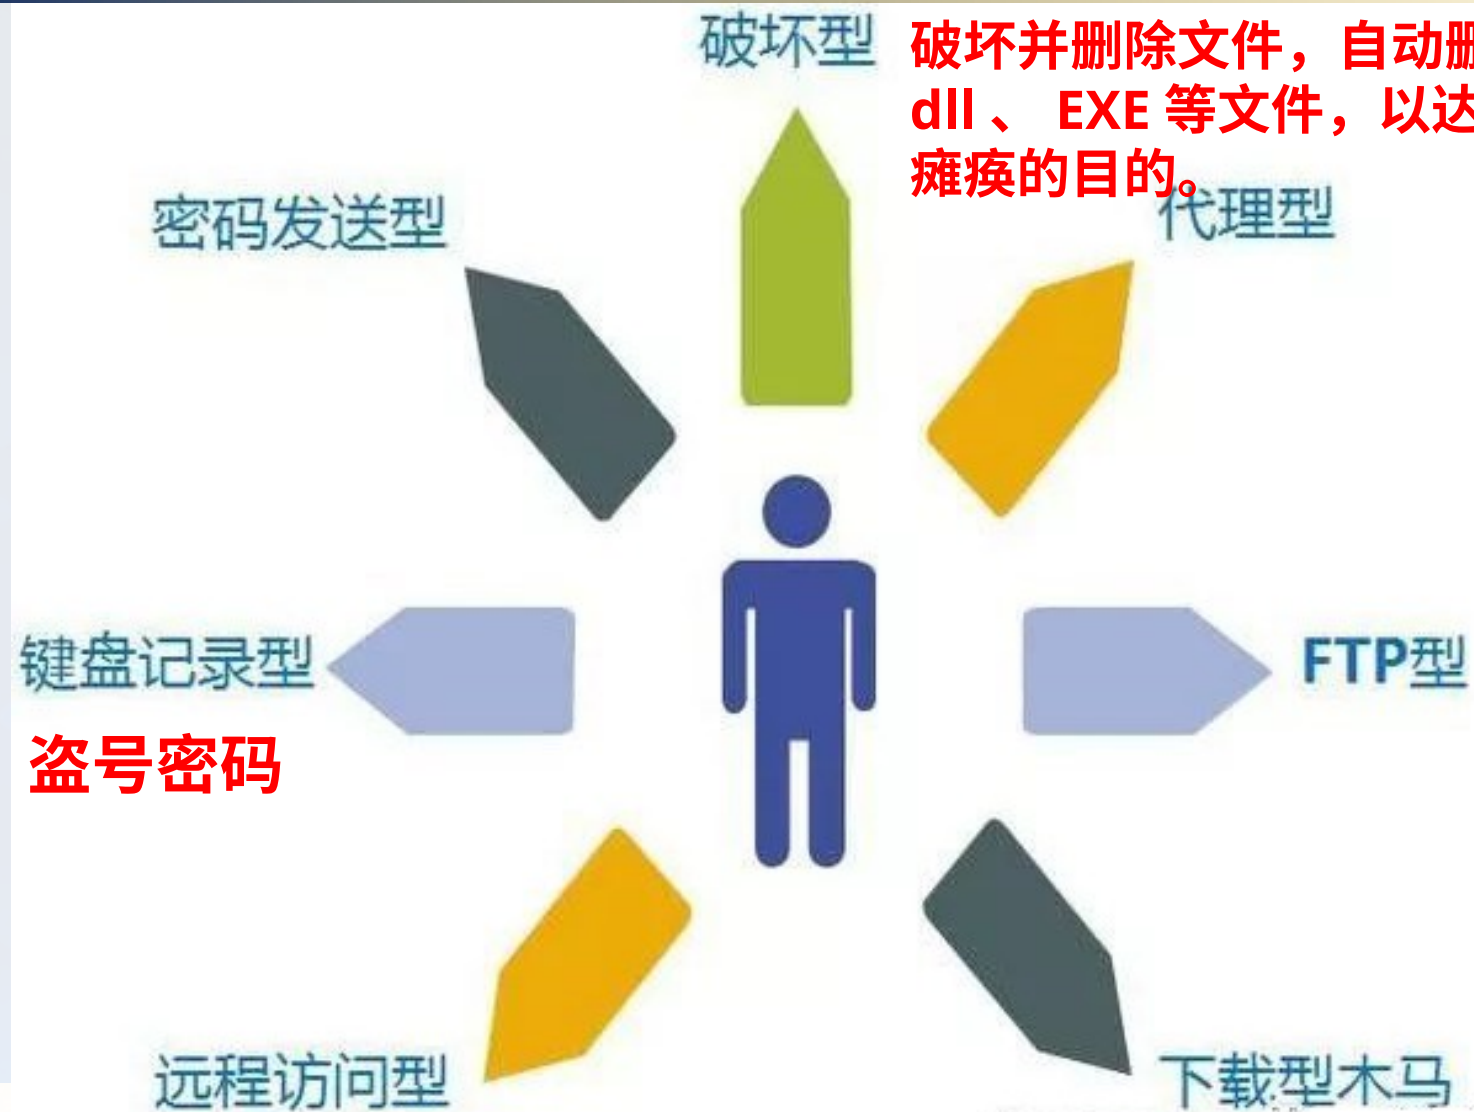 破坏型
破坏并删除文件，自动删
dll 、 EXE 等文件，以达
瘫痪的目的。
密码发送型
代理型
键盘记录型
FTP型
盗号密码
远程访问型
下载型木马